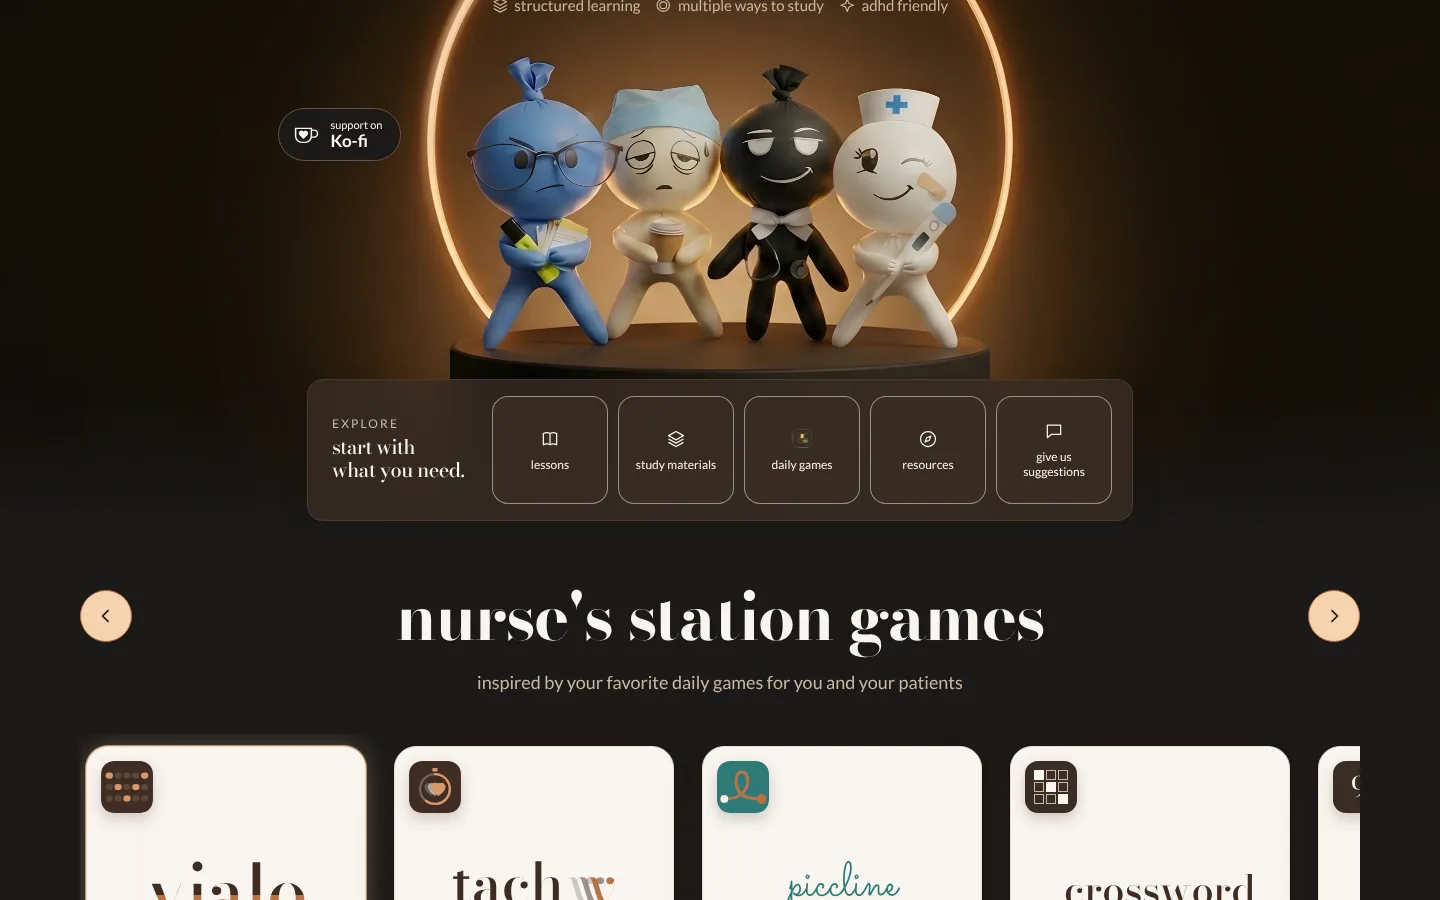 structured learning multiple ways to study adhd friendly
support on
Ko-fi
EXPLORE
start with
what you need.
lessons
study materials
daily games
resources
give us
suggestions
nurse's station games
inspired by your favorite daily games for you and your patients
vialo
tachy
piccline
crossword